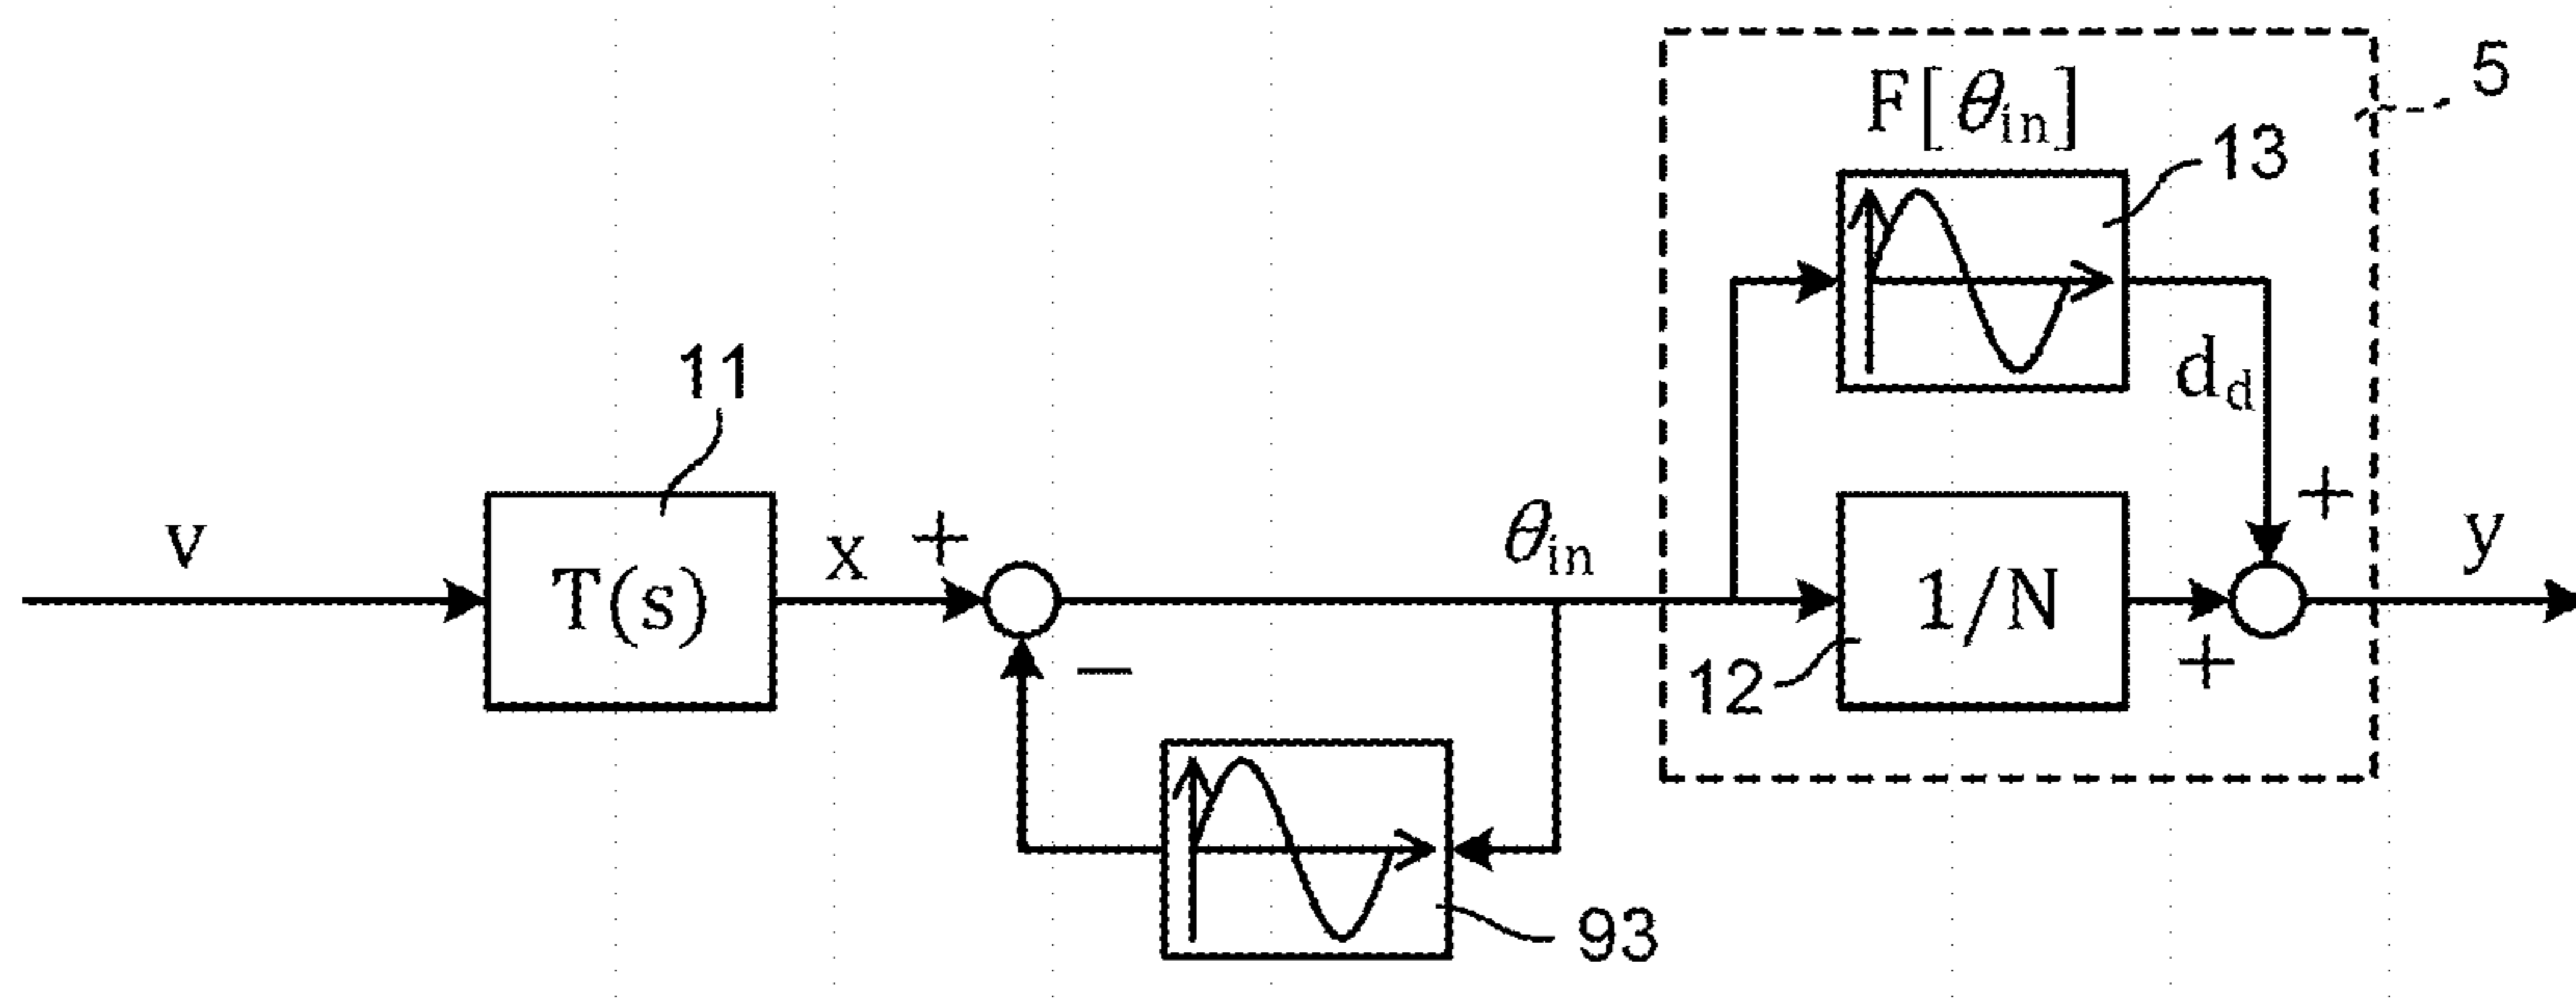 5
F[θin]
13
11
dd
v
T(s)
x
+
θin
1/N
+
y
−
12
+
93